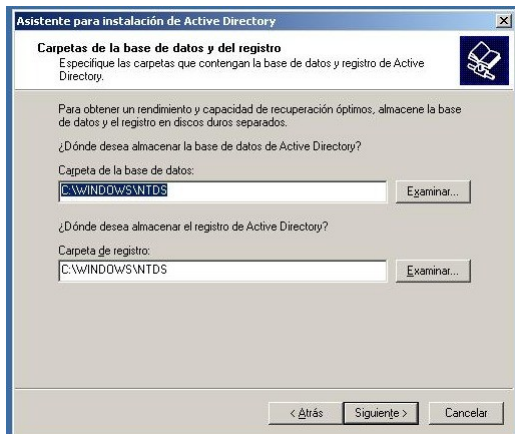 Asistente para instalación de Active Directory
Carpetas de la base de datos y del registro
Especifique las carpetas que contengan la base de datos y registro de Active
Directory.
Para obtener un rendimiento y capacidad de recuperación óptimos, almacene la base
de datos y el registro en discos duros separados.
¿Dónde desea almacenar la base de datos de Active Directory?
Carpeta de la base de datos:
C:\WINDOWS\NTDS
Examinar...
¿Dónde desea almacenar el registro de Active Directory?
Carpeta de registro:
C:\WINDOWS\NTDS
Examinar...
< Atrás Siguiente > Cancelar